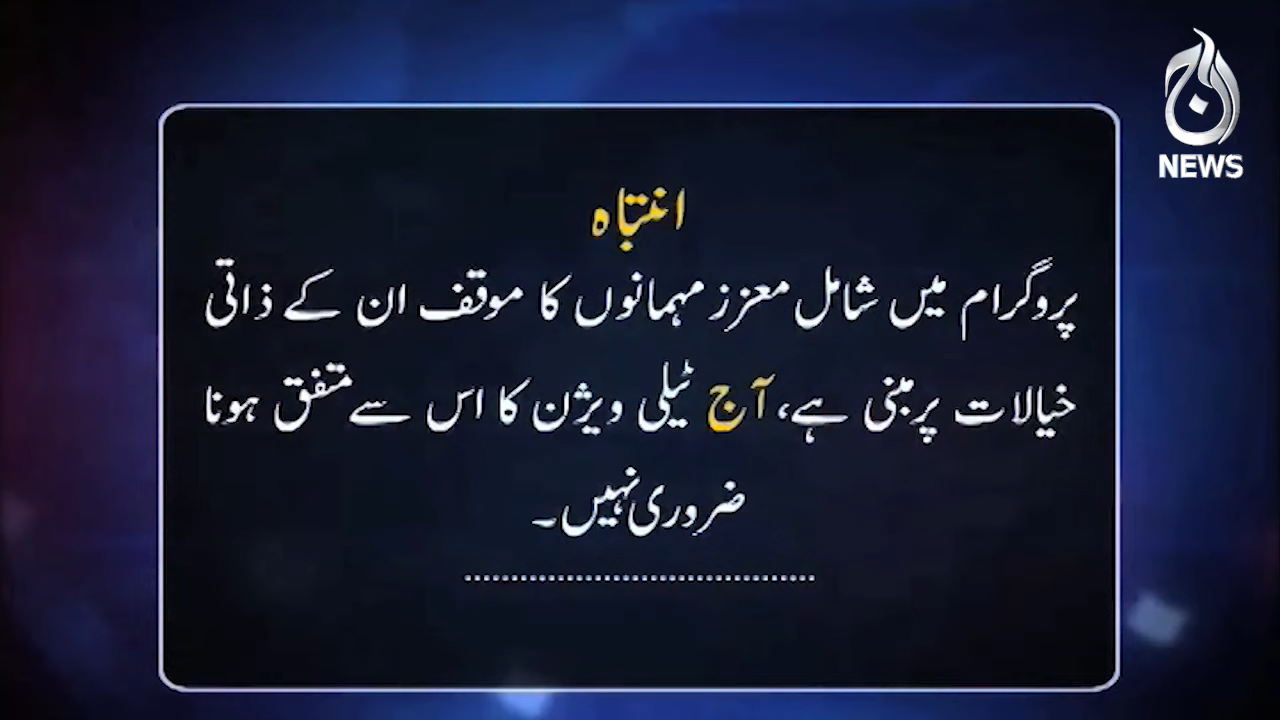 آج
NEWS
انتباہ
پروگرام میں شامل معزز مہمانوں کا موقف ان کے ذاتی
خیالات پر مبنی ہے، آج ٹیلی ویژن کا اس سے متفق ہونا
ضروری نہیں۔